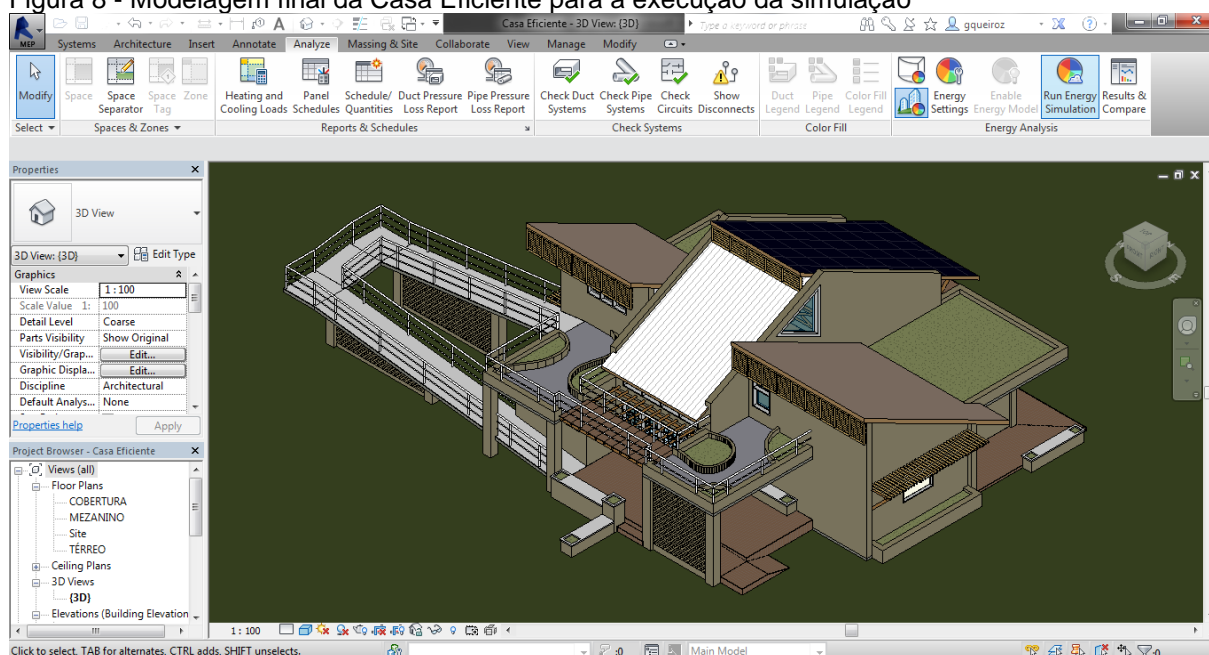 Figura 8 - Modelagem final da Casa Eficiente para a execução da simulação
Casa Eficiente - 3D View: {3D}
Type a keyword or phrase
gqueiroz
MEP
Systems Architecture Insert Annotate Analyze Massing & Site Collaborate View Manage Modify
Modify Space Space Separator Space Tag Zone Heating and Cooling Loads Panel Schedules Schedule/ Quantities Duct Pressure Loss Report Pipe Pressure Loss Report Check Duct Systems Check Pipe Systems Check Circuits Show Disconnects Duct Legend Pipe Legend Color Fill Legend Energy Settings Enable Energy Model Run Energy Simulation Results & Compare
Select Spaces & Zones Reports & Schedules Check Systems Color Fill Energy Analysis
Properties
3D View
3D View: {3D} Edit Type
Graphics
View Scale 1 : 100
Scale Value 1: 100
Detail Level Coarse
Parts Visibility Show Original
Visibility/Grap... Edit...
Graphic Displa... Edit...
Discipline Architectural
Default Analys... None
Properties help Apply
Project Browser - Casa Eficiente
Views (all)
Floor Plans
COBERTURA
MEZANINO
Site
TÉRREO
Ceiling Plans
3D Views
{3D}
Elevations (Building Elevation
1 : 100
Click to select, TAB for alternates, CTRL adds, SHIFT unselects. :0 Main Model :0